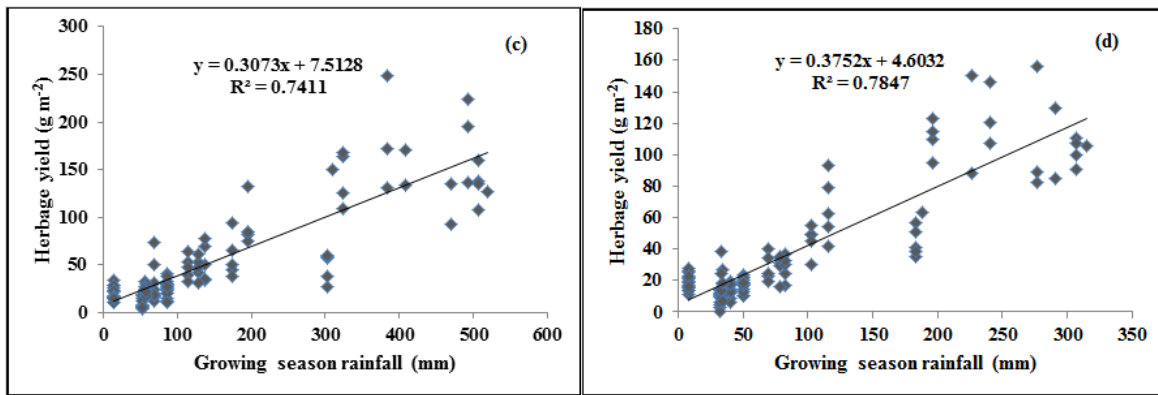 (c)
y = 0.3073x + 7.5128
R² = 0.7411
Herbage yield (g m⁻²)
300
250
200
150
100
50
0
0 100 200 300 400 500 600
Growing season rainfall (mm)
(d)
y = 0.3752x + 4.6032
R² = 0.7847
Herbage yield (g m⁻²)
180
160
140
120
100
80
60
40
20
0
0 50 100 150 200 250 300 350
Growing season rainfall (mm)